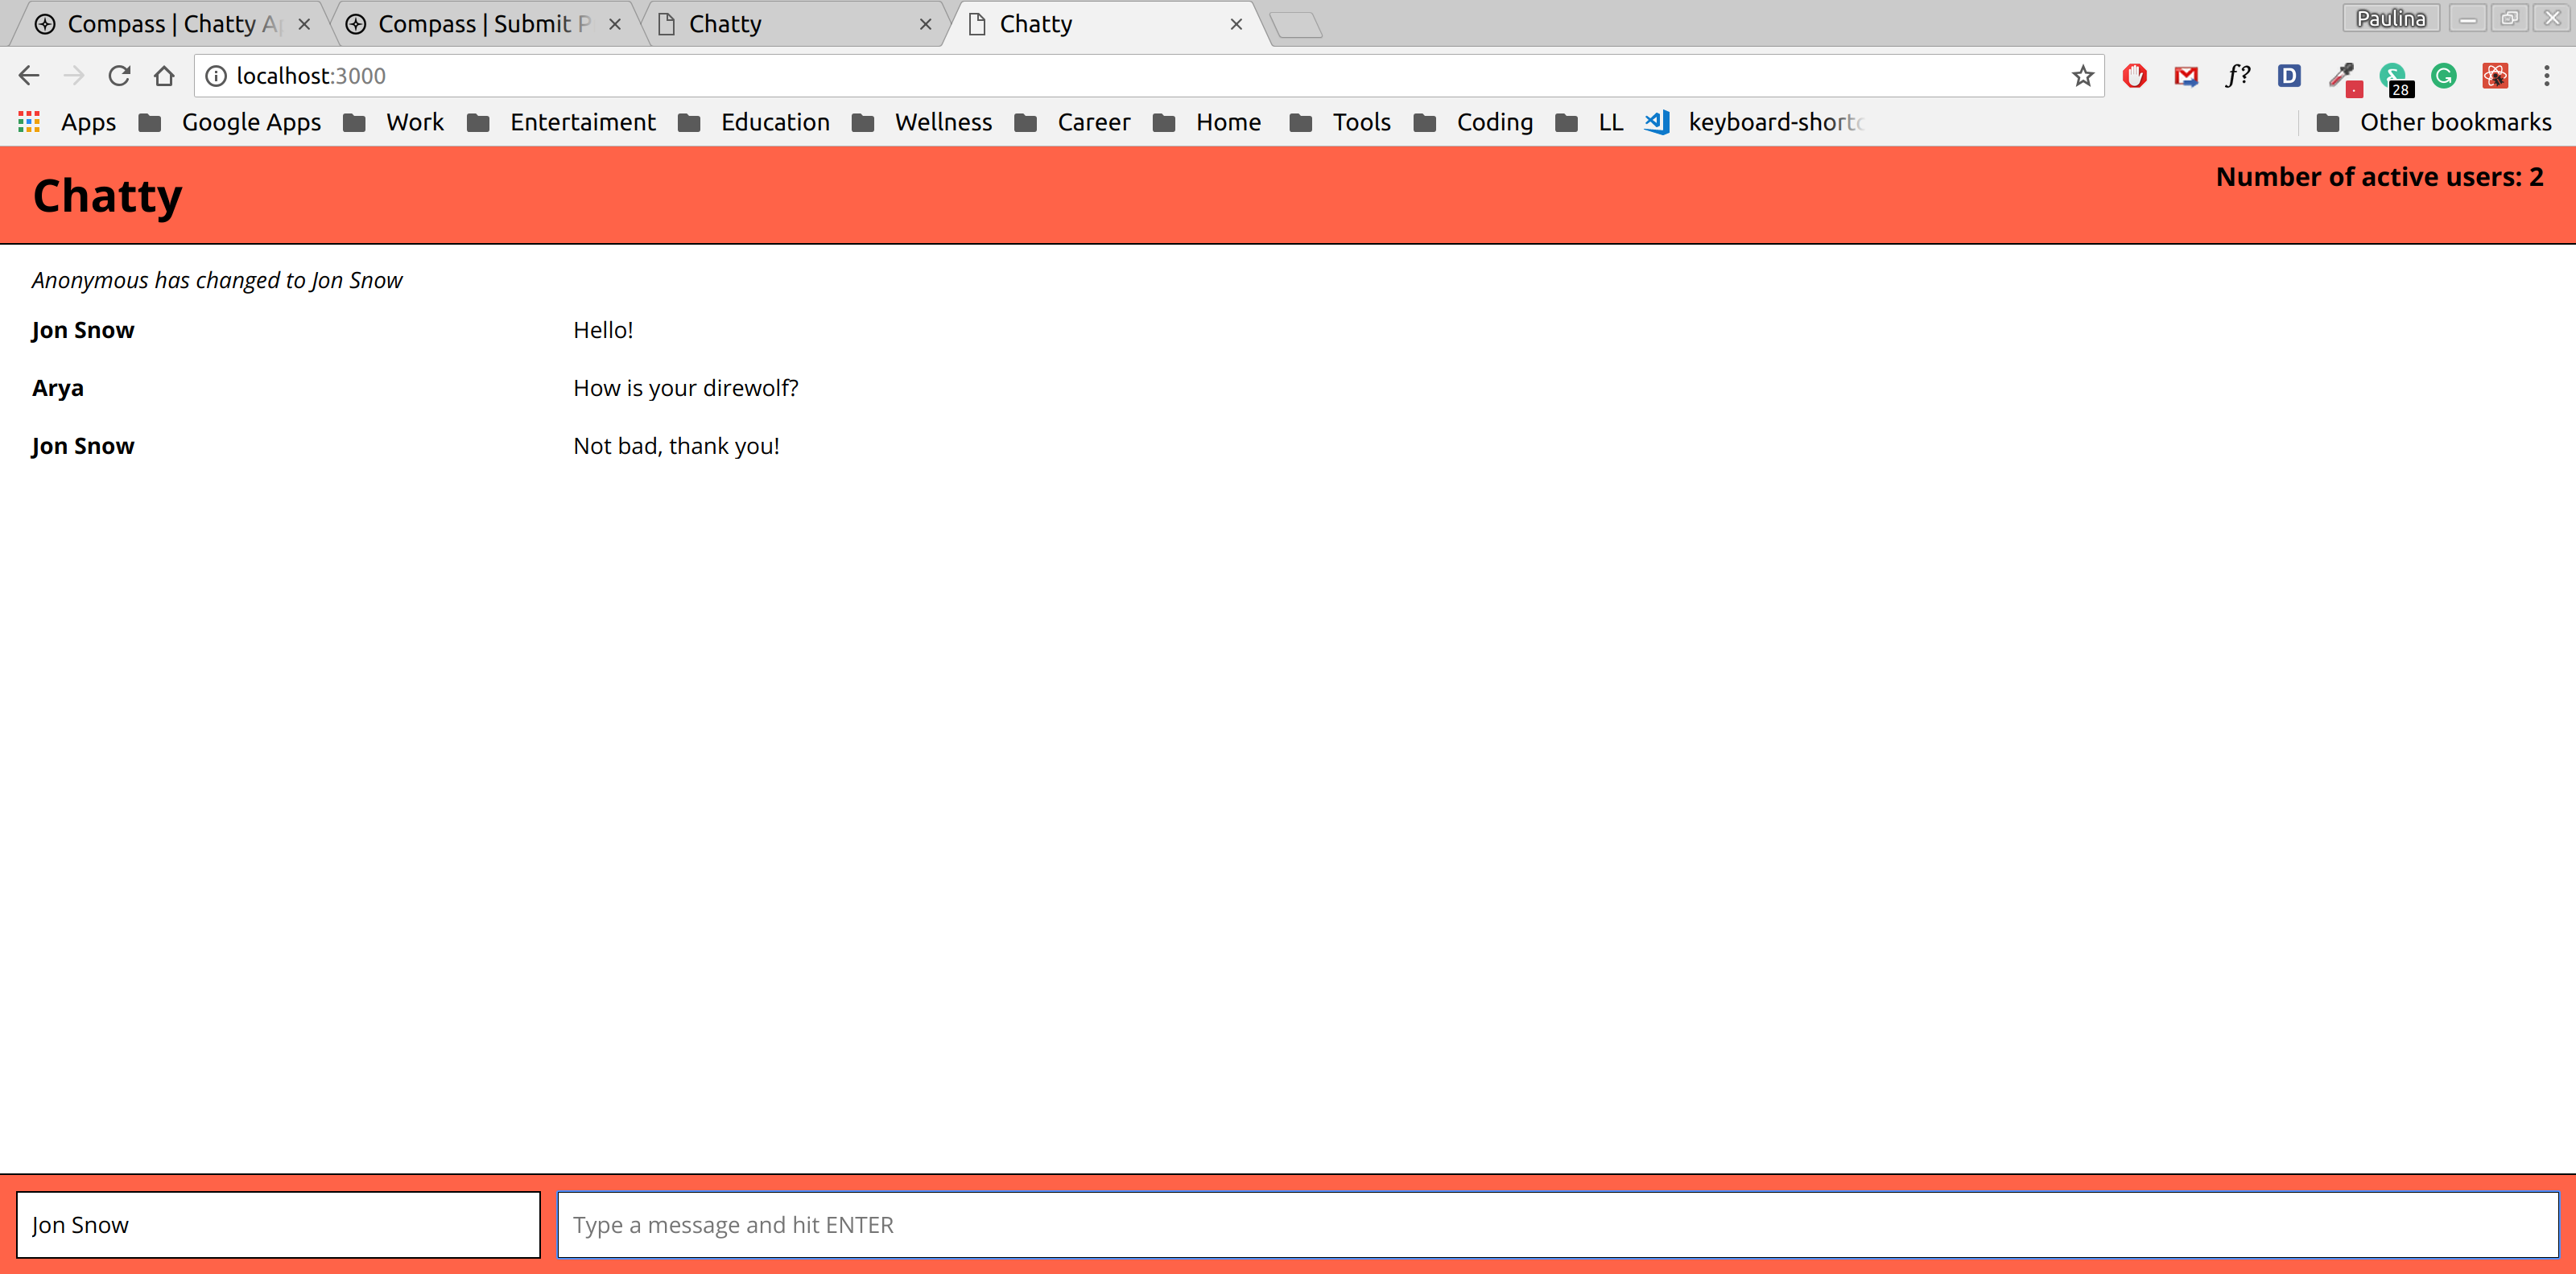 Compass | Chatty A
Compass | Submit P
Chatty
Chatty
Paulina
localhost:3000
f?
D
28
G
Apps
Google Apps
Work
Entertaiment
Education
Wellness
Career
Home
Tools
Coding
LL
keyboard-short
Other bookmarks
Chatty
Number of active users: 2
Anonymous has changed to Jon Snow
Jon Snow Hello!
Arya How is your direwolf?
Jon Snow Not bad, thank you!
Jon Snow
Type a message and hit ENTER